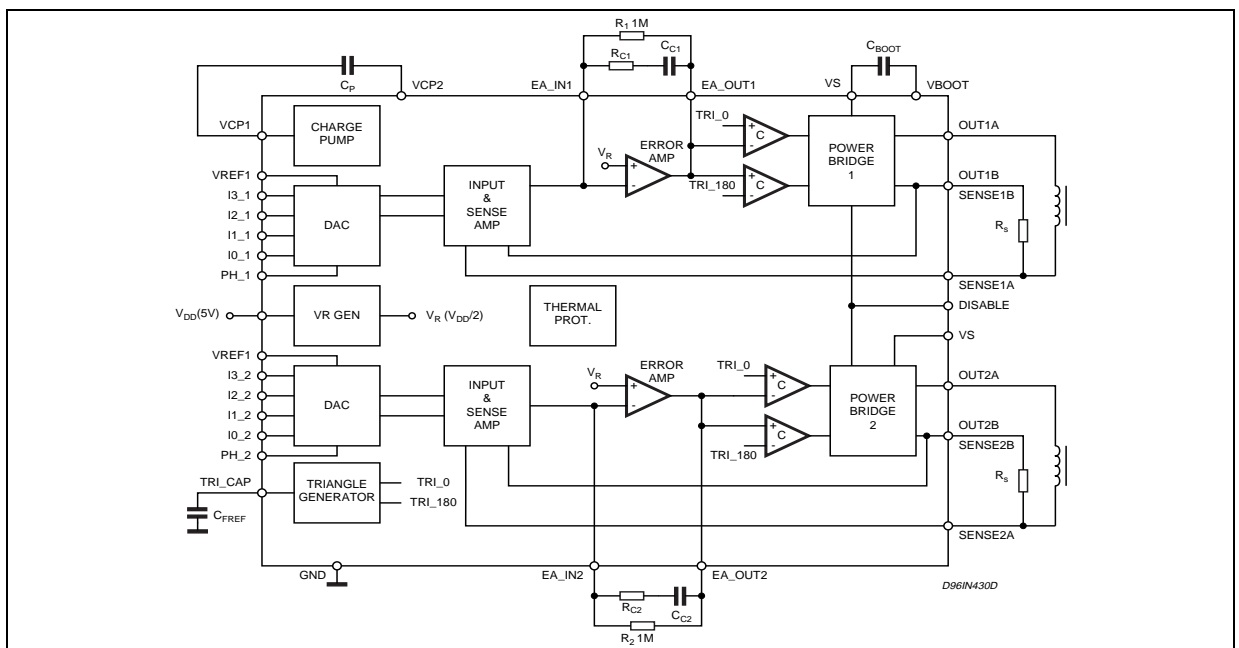 R1 1M
RC1
CC1
CBOOT
CP
VCP2
EA_IN1
EA_OUT1
VS
VBOOT
VCP1
CHARGE
PUMP
TRI_0
+
-
C
OUT1A
POWER
BRIDGE
1
ERROR
AMP
VR
+
-
TRI_180
+
-
C
VREF1
I3_1
I2_1
I1_1
I0_1
PH_1
DAC
INPUT
&
SENSE
AMP
OUT1B
SENSE1B
Rs
SENSE1A
VDD(5V)
VR GEN
VR (VDD/2)
THERMAL
PROT.
DISABLE
VS
VREF1
I3_2
I2_2
I1_2
I0_2
PH_2
DAC
INPUT
&
SENSE
AMP
ERROR
AMP
VR
+
-
TRI_0
+
-
C
TRI_180
+
-
C
POWER
BRIDGE
2
OUT2A
OUT2B
SENSE2B
Rs
SENSE2A
TRI_CAP
TRIANGLE
GENERATOR
TRI_0
TRI_180
CFREF
GND
EA_IN2
EA_OUT2
RC2
CC2
R2 1M
D96IN430D